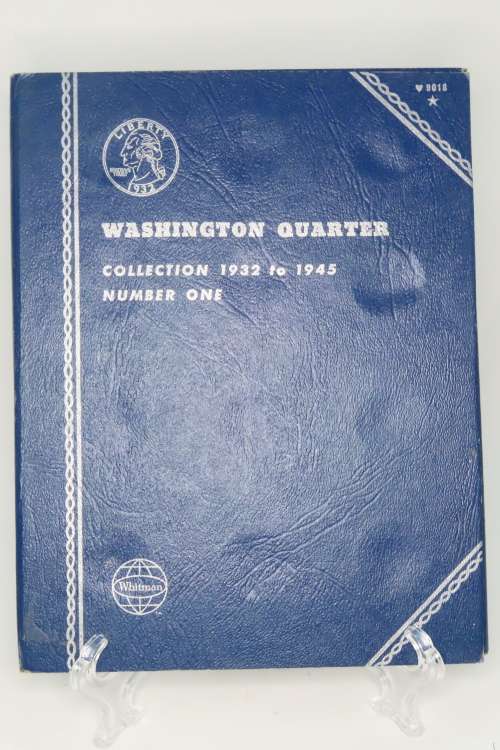 ♥ 9018
★
LIBERTY
1932
WASHINGTON QUARTER
COLLECTION 1932 to 1945
NUMBER ONE
Whitman